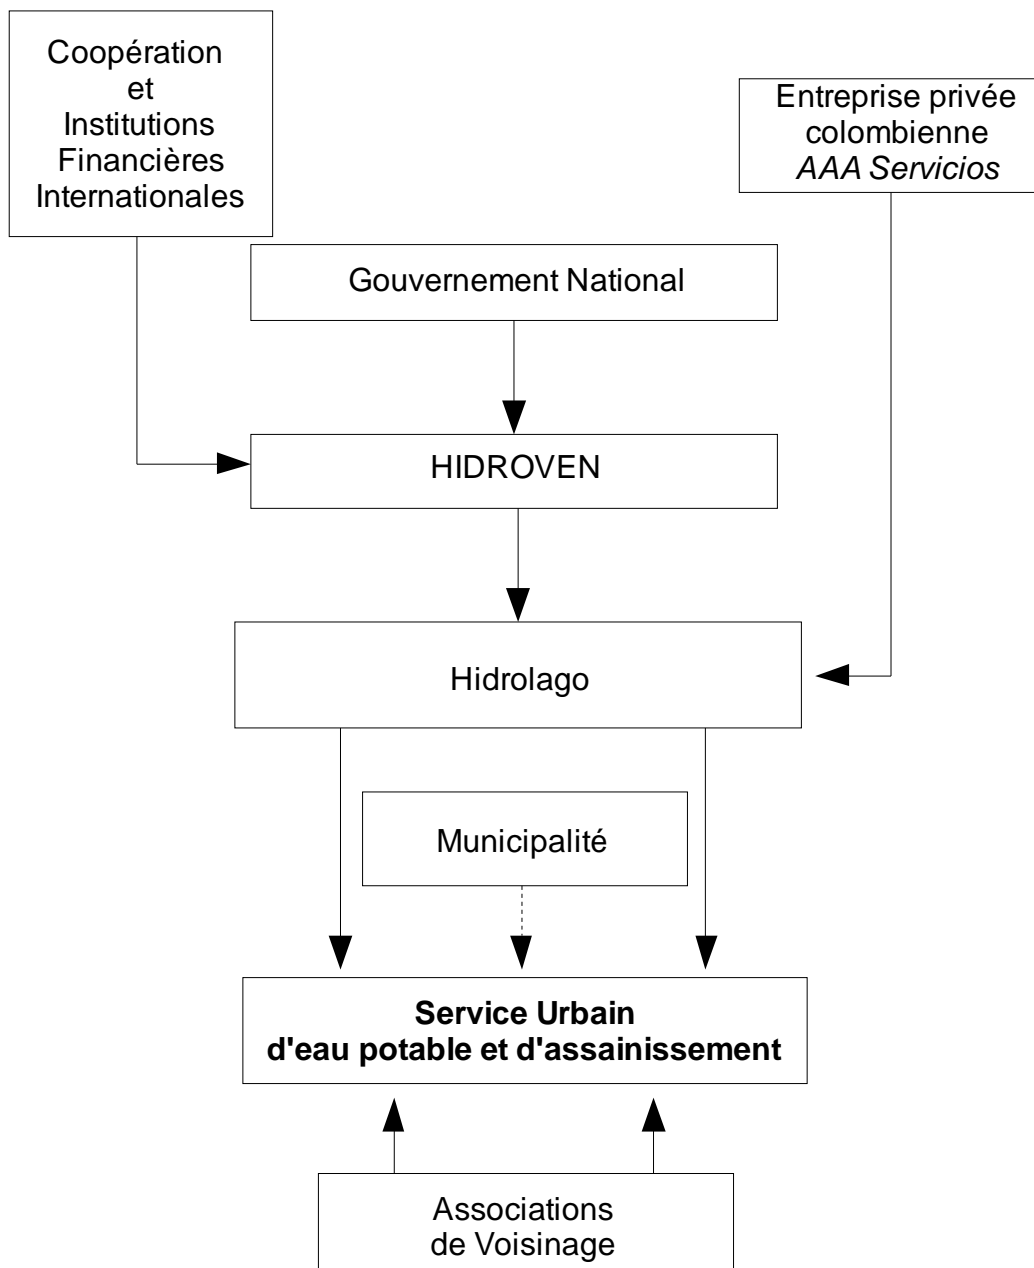 Coopération
et
Institutions
Financières
Internationales
Entreprise privée
colombienne
AAA Servicios
Gouvernement National
HIDROVEN
Hidrolago
Municipalité
Service Urbain
d'eau potable et d'assainissement
Associations
de Voisinage